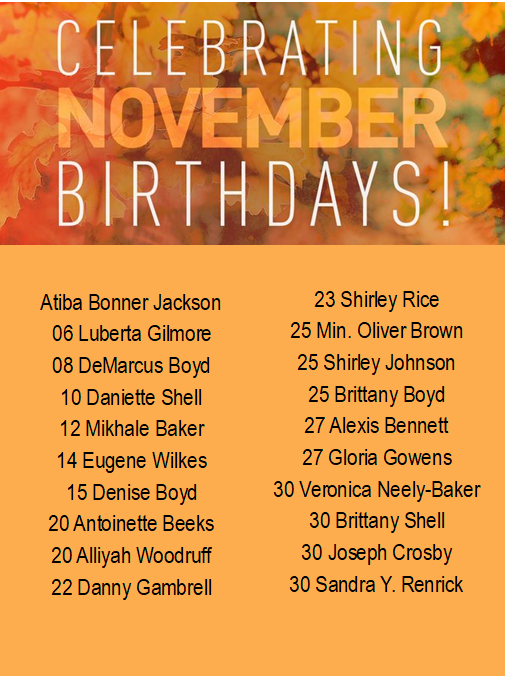 CELEBRATING
NOVEMBER
BIRTHDAYS!
Atiba Bonner Jackson
06 Luberta Gilmore
08 DeMarcus Boyd
10 Daniette Shell
12 Mikhale Baker
14 Eugene Wilkes
15 Denise Boyd
20 Antoinette Beeks
20 Alliyah Woodruff
22 Danny Gambrell
23 Shirley Rice
25 Min. Oliver Brown
25 Shirley Johnson
25 Brittany Boyd
27 Alexis Bennett
27 Gloria Gowens
30 Veronica Neely-Baker
30 Brittany Shell
30 Joseph Crosby
30 Sandra Y. Renrick